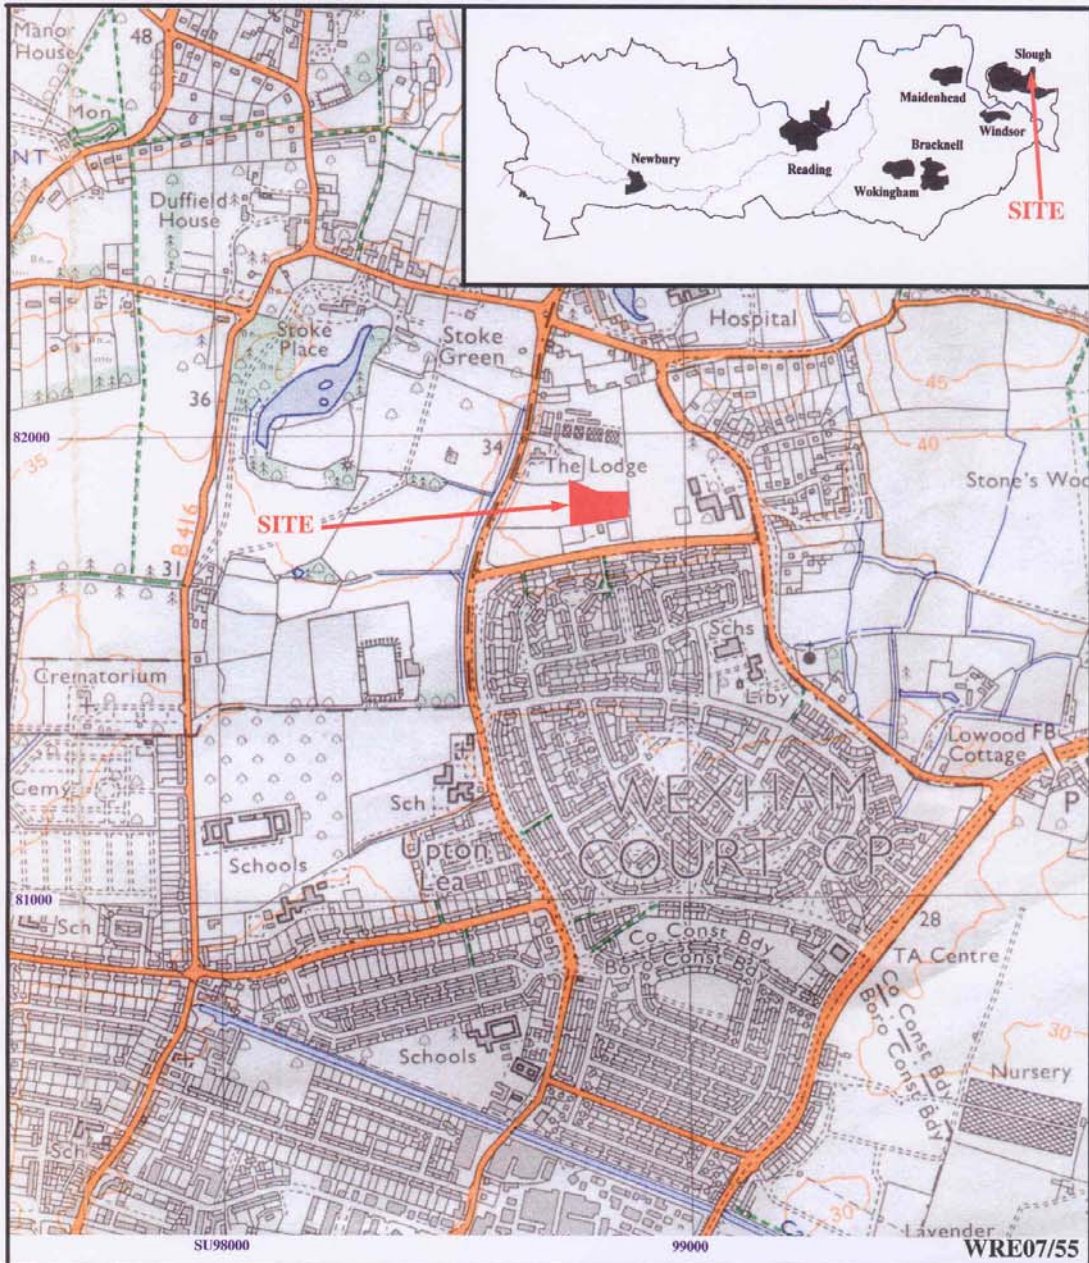 Manor
House
48
Mon
NT
Duffield
House
Slough
Maidenhead
Windsor
Newbury
Reading
Bracknell
Wokingham
SITE
Stoke
Place
Stoke
Green
Hospital
36
45
40
82000
35
34
The Lodge
Stone's Woo
SITE
B416
31
Crematorium
Schs
Liby
Lowood
Cottage
FB
Cemy
Sch
WEXHAM
COURT CP
P
Schools
Upton
Lea
81000
Sch
28
Co Const Bdy
Boro Const Bdy
TA Centre
Co Const Bdy
Boro Const Bdy
30
Schools
Nursery
Sch
C
30
Lavender
SU98000
99000
WRE07/55